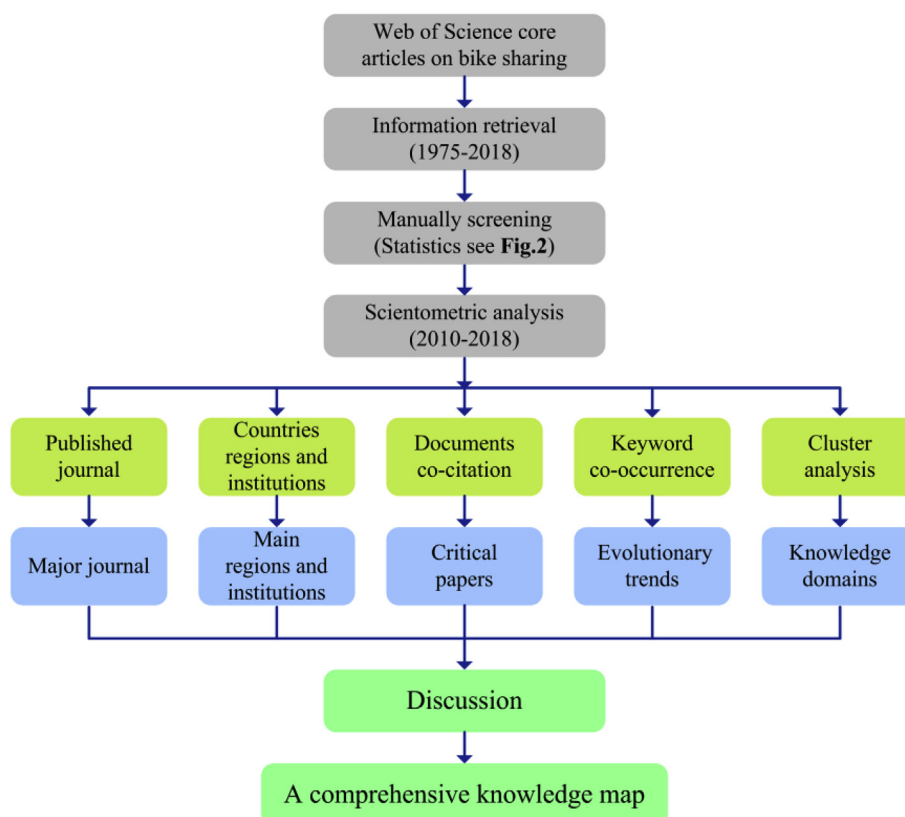 Web of Science core
articles on bike sharing
Information retrieval
(1975-2018)
Manually screening
(Statistics see Fig.2)
Scientometric analysis
(2010-2018)
Published
journal
Countries
regions and
institutions
Documents
co-citation
Keyword
co-occurrence
Cluster
analysis
Major journal
Main
regions and
institutions
Critical
papers
Evolutionary
trends
Knowledge
domains
Discussion
A comprehensive knowledge map